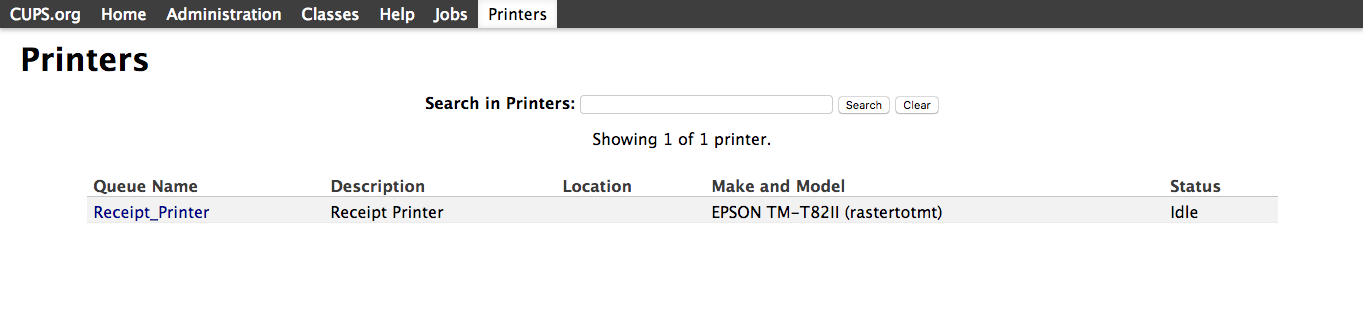 CUPS.org Home Administration Classes Help Jobs Printers
Printers
Search in Printers: Search Clear
Showing 1 of 1 printer.
Queue Name Description Location Make and Model Status
Receipt_Printer Receipt Printer EPSON TM-T82II (rastertotmt) Idle